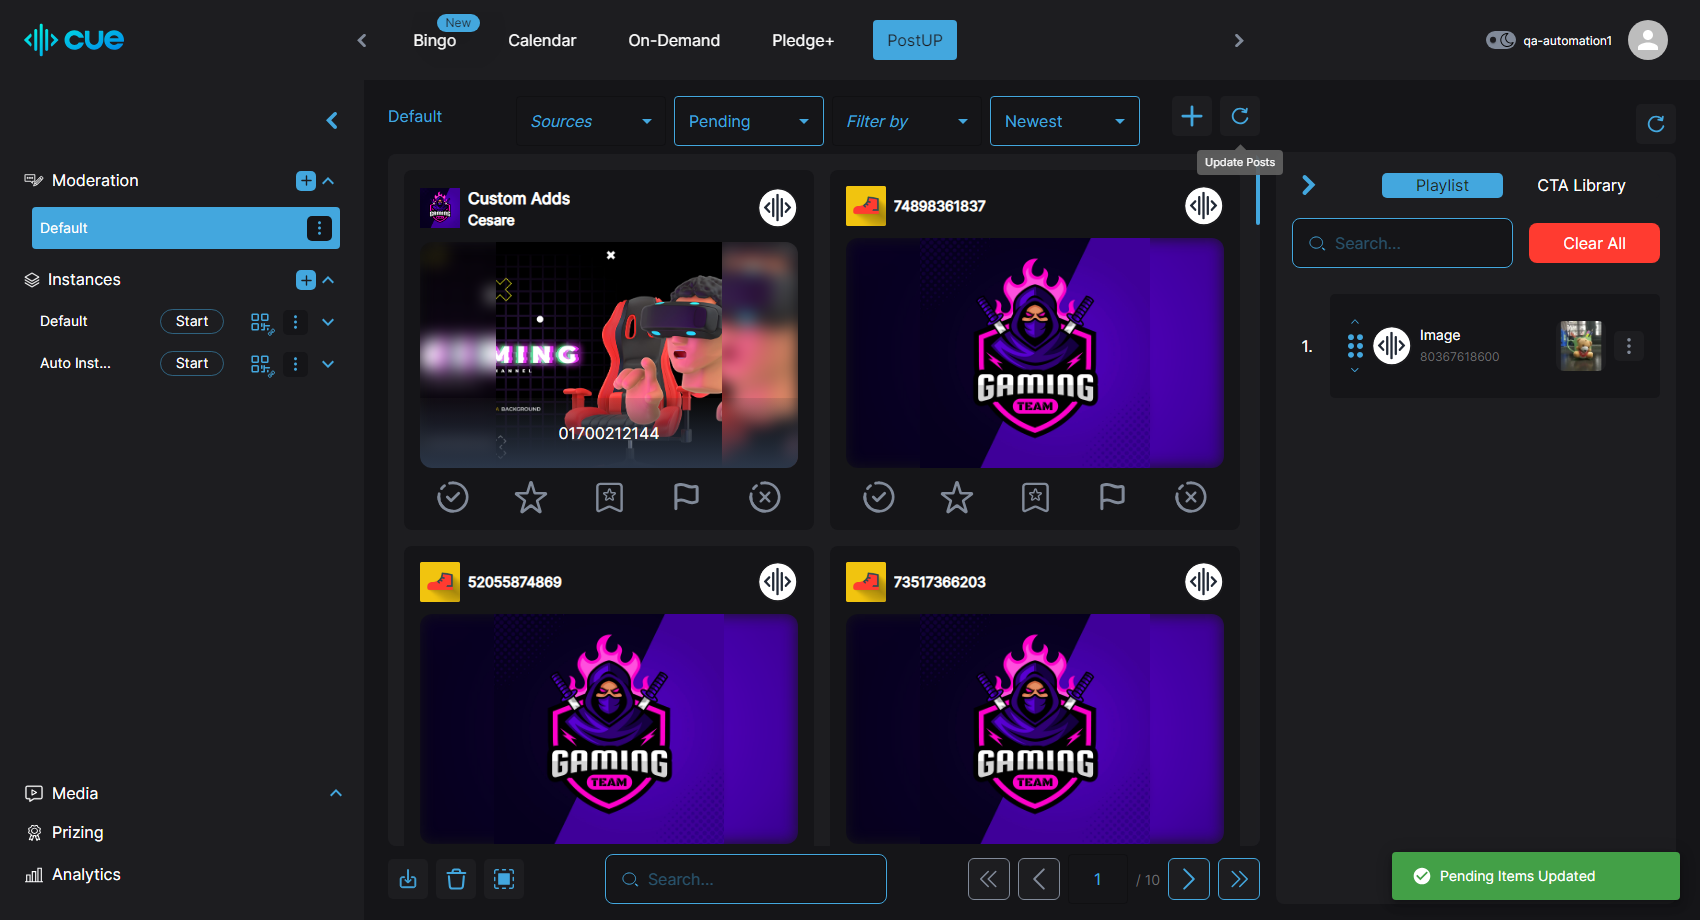 cue
New
Bingo
Calendar
On-Demand
Pledge+
PostUP
qa-automation1
Default
Sources
Pending
Filter by
Newest
Update Posts
Moderation
Default
Instances
Default
Start
Auto Inst...
Start
Media
Prizing
Analytics
Custom Adds
Cesare
MING
BACKGROUND
01700212144
74898361837
GAMING
TEAM
52055874869
GAMING
TEAM
73517366203
GAMING
TEAM
Search...
1
/ 10
Playlist
CTA Library
Search...
Clear All
1.
Image
80367618600
Pending Items Updated